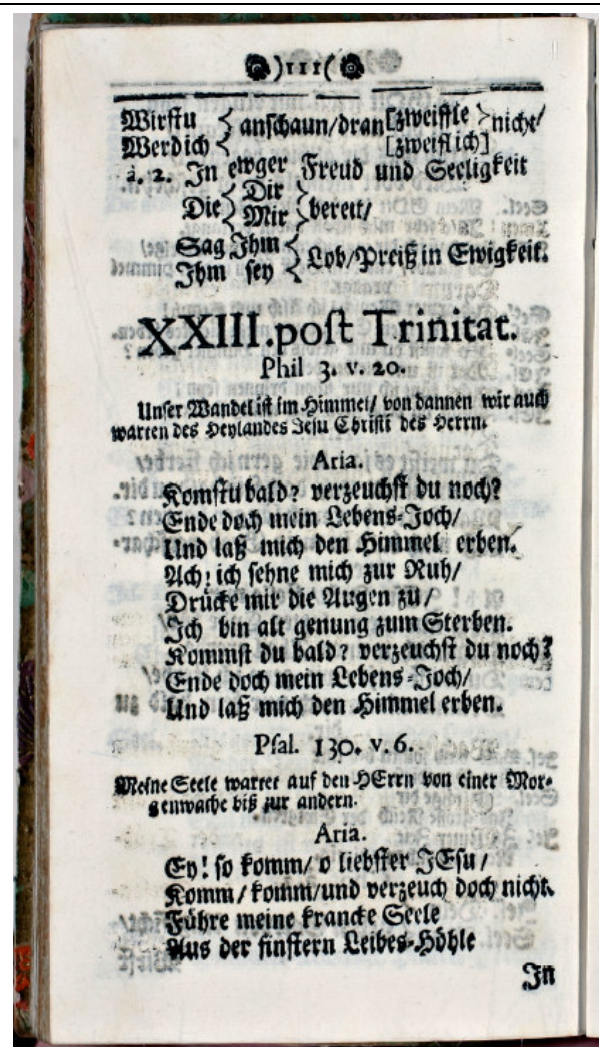 )111(
Wirstu { anschaun/dran [zweiffle } nicht/
Werdich { [zweifl ich]
à. 2. In ewger Freud und Seeligkeit
Die { Dir } bereit/
Mir
Sag Ihm { Lob/Preiß in Ewigkeit.
Ihm sey
XXIII. post Trinitat.
Phil 3. v. 20.
Unser Wandel ist im Himmel/ von dannen wir auch
warten des Heylandes Jesu Christi des Herrn.
Aria.
Komstu bald? verzeuchst du noch?
Ende doch mein Lebens-Joch/
Und laß mich den Himmel erben.
Ach! ich sehne mich zur Ruh/
Drücke mir die Augen zu/
Ich bin alt genung zum Sterben.
Kommst du bald? verzeuchst du noch?
Ende doch mein Lebens-Joch/
Und laß mich den Himmel erben.
Psal. 130. v. 6.
Meine Seele wartet auf den HErrn von einer Mor-
genwache biß zur andern.
Aria.
Ey! so komm/ o liebster JEsu/
Komm/ komm/ und verzeuch doch nicht.
Führe meine krancke Seele
Aus der finstern Leibes-Höhle
In